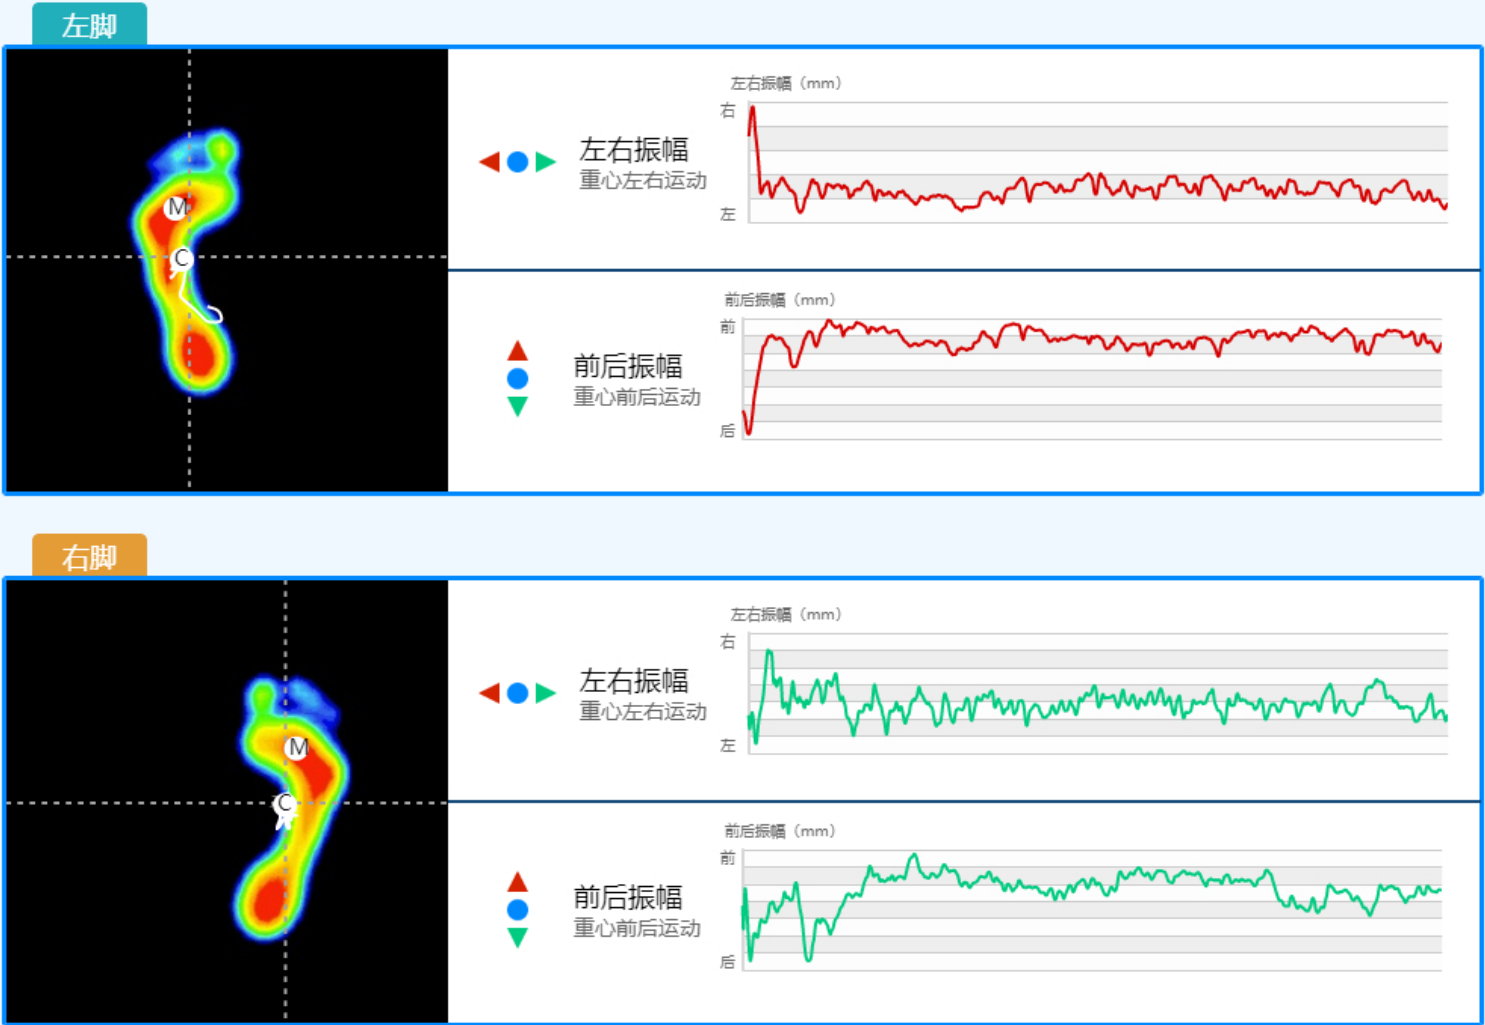 左脚
M
C
左右振幅
重心左右运动
左右振幅（mm）
右
左
前后振幅
重心前后运动
前后振幅（mm）
前
后
右脚
M
C
左右振幅
重心左右运动
左右振幅（mm）
右
左
前后振幅
重心前后运动
前后振幅（mm）
前
后